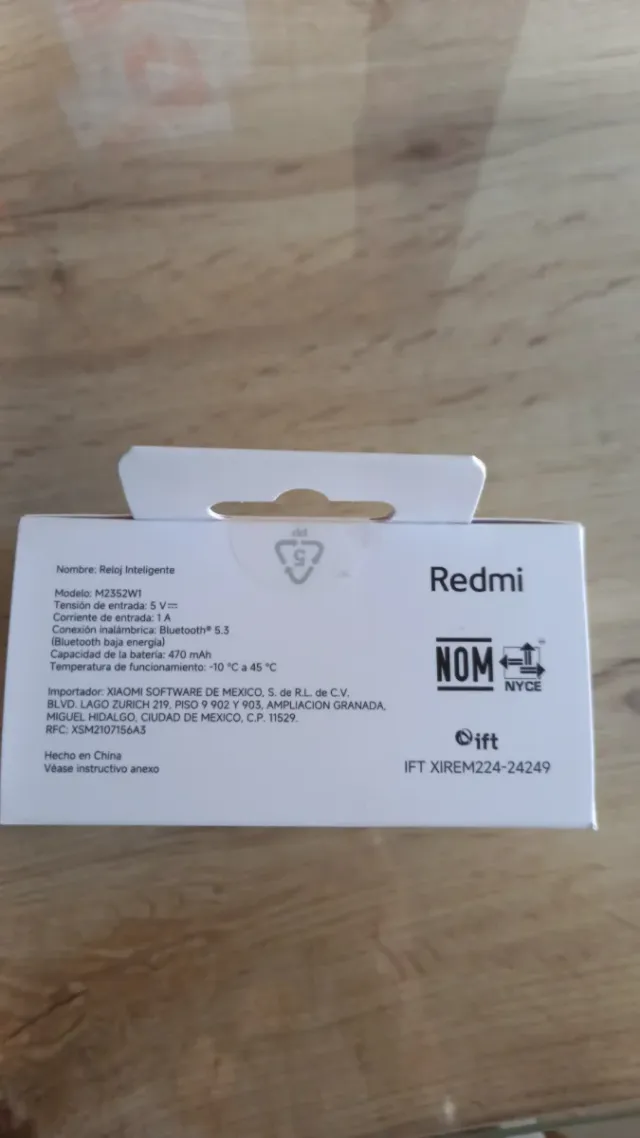 Nombre: Reloj Inteligente
Modelo: M2352W1
Tensión de entrada: 5 V⎓
Corriente de entrada: 1 A
Conexión inalámbrica: Bluetooth® 5.3
(Bluetooth baja energía)
Capacidad de la batería: 470 mAh
Temperatura de funcionamiento: -10 °C a 45 °C
Importador: XIAOMI SOFTWARE DE MEXICO, S. de R.L. de C.V.
BLVD. LAGO ZURICH 219, PISO 9 902 Y 903, AMPLIACION GRANADA,
MIGUEL HIDALGO, CIUDAD DE MEXICO, C.P. 11529.
RFC: XSM2107156A3
Hecho en China
Véase instructivo anexo
5
PP
Redmi
NOM
NYCE
ift
IFT XIREM224-24249